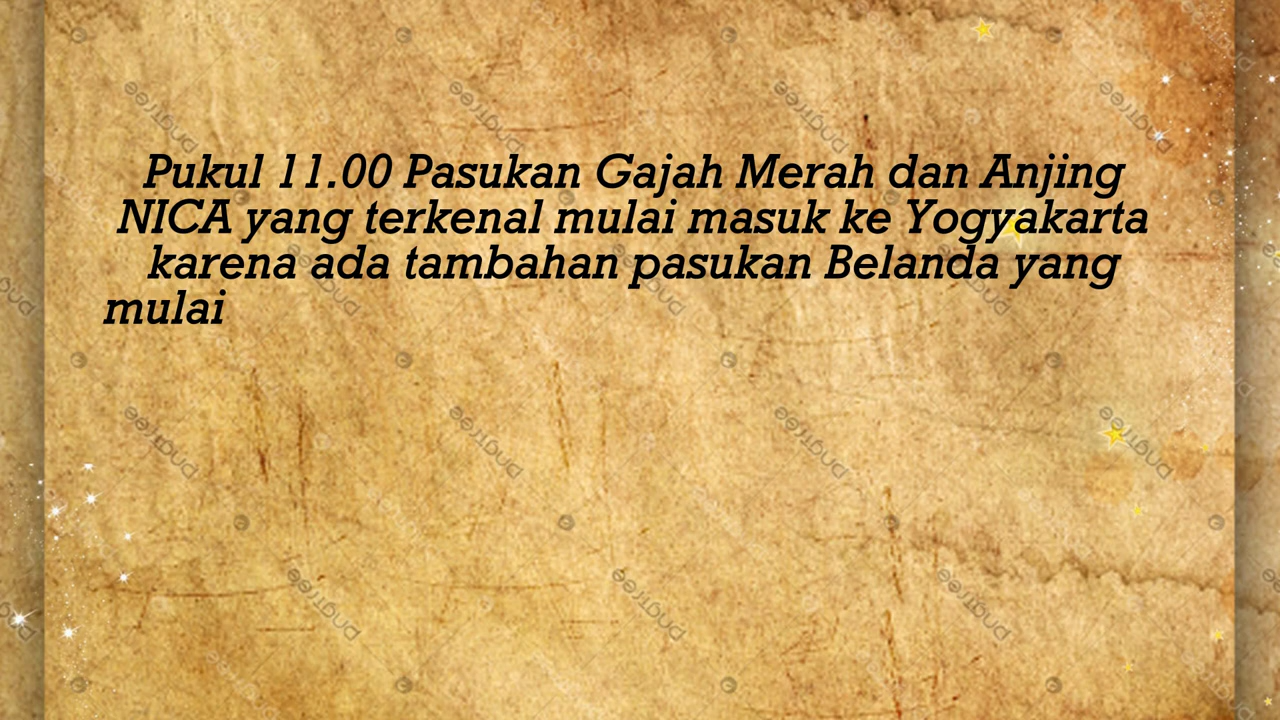 Pukul 11.00 Pasukan Gajah Merah dan Anjing
NICA yang terkenal mulai masuk ke Yogyakarta
karena ada tambahan pasukan Belanda yang
mulai